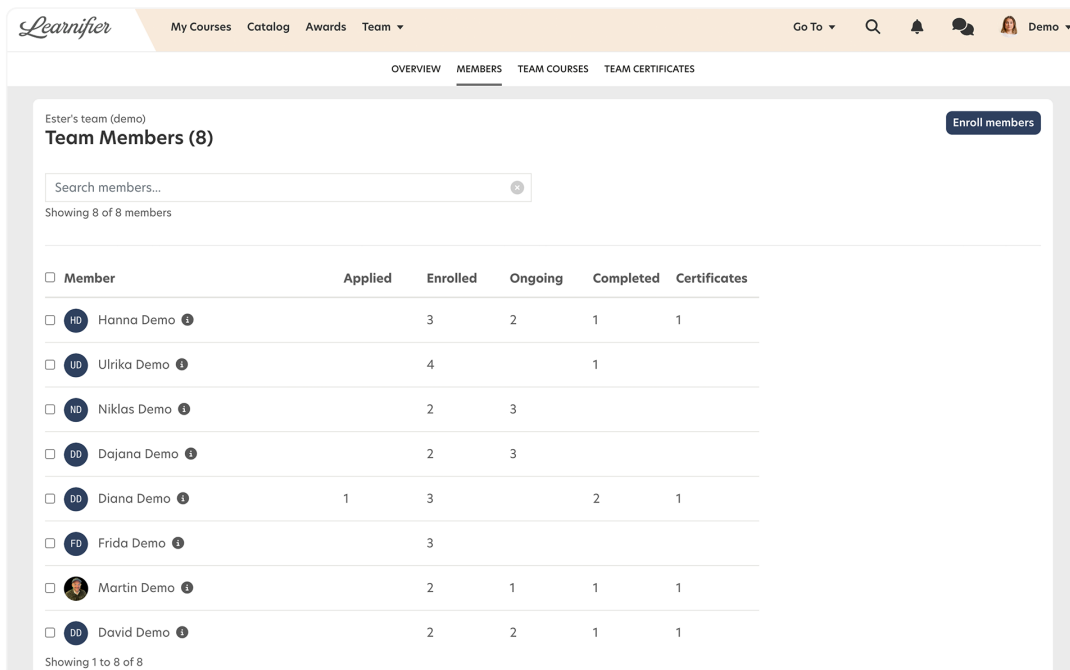 Learnifier My Courses Catalog Awards Team Go To Demo
OVERVIEW MEMBERS TEAM COURSES TEAM CERTIFICATES
Ester's team (demo)
Team Members (8)
Enroll members
Search members...
Showing 8 of 8 members
Member Applied Enrolled Ongoing Completed Certificates
HD Hanna Demo 3 2 1 1
UD Ulrika Demo 4 1
ND Niklas Demo 2 3
DD Dajana Demo 2 3
DD Diana Demo 1 3 2 1
FD Frida Demo 3
Martin Demo 2 1 1 1
DD David Demo 2 2 1 1
Showing 1 to 8 of 8